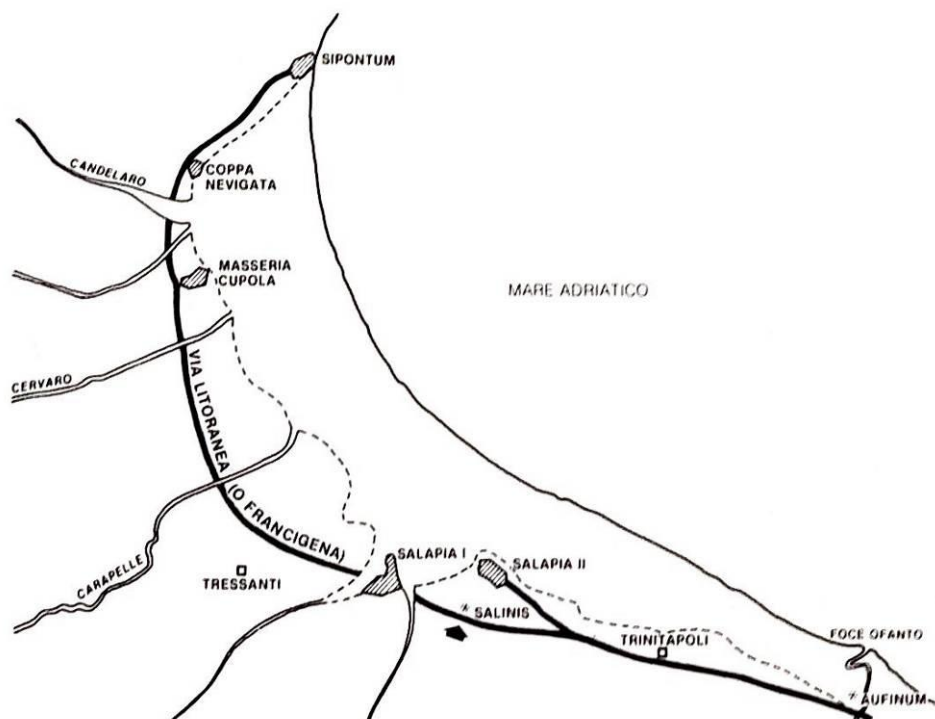 SIPONTUM
CANDELARO
COPPA
NEVIGATA
MASSERIA
CUPOLA
MARE ADRIATICO
CERVARO
VIA LITORANEA (O FRANCIGENA)
CARAPELLE
TRESSANTI
SALAPIA I
SALAPIA II
* SALINIS
TRINITAPOLI
FOCE OFANTO
* AUFINUM